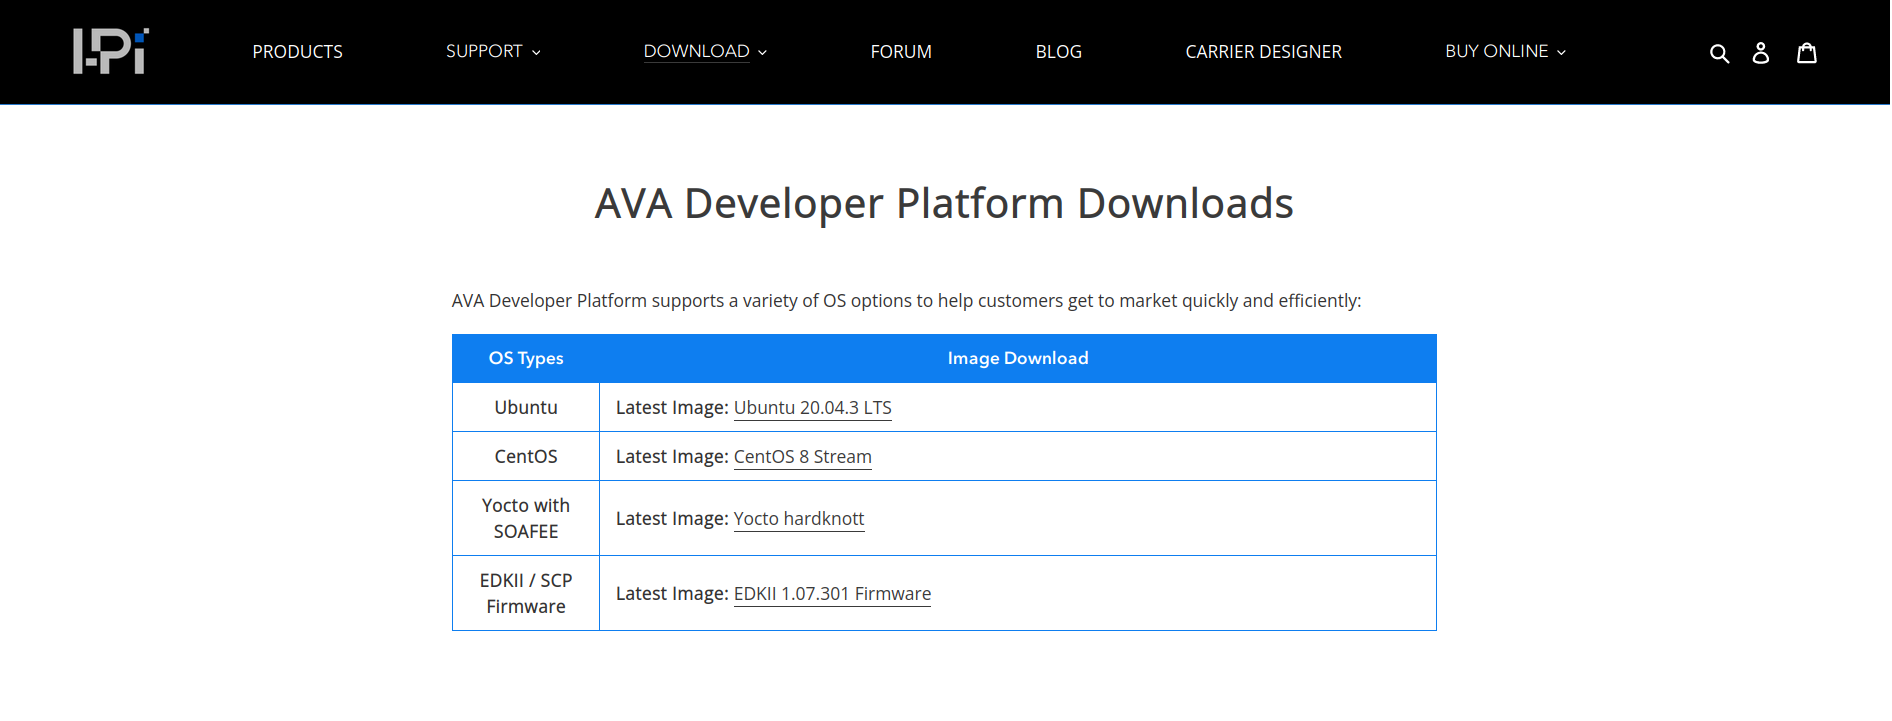 I-Pi
PRODUCTS
SUPPORT
DOWNLOAD
FORUM
BLOG
CARRIER DESIGNER
BUY ONLINE
AVA Developer Platform Downloads
AVA Developer Platform supports a variety of OS options to help customers get to market quickly and efficiently:
OS Types
Image Download
Ubuntu
Latest Image: Ubuntu 20.04.3 LTS
CentOS
Latest Image: CentOS 8 Stream
Yocto with
SOAFEE
Latest Image: Yocto hardknott
EDKII / SCP
Firmware
Latest Image: EDKII 1.07.301 Firmware